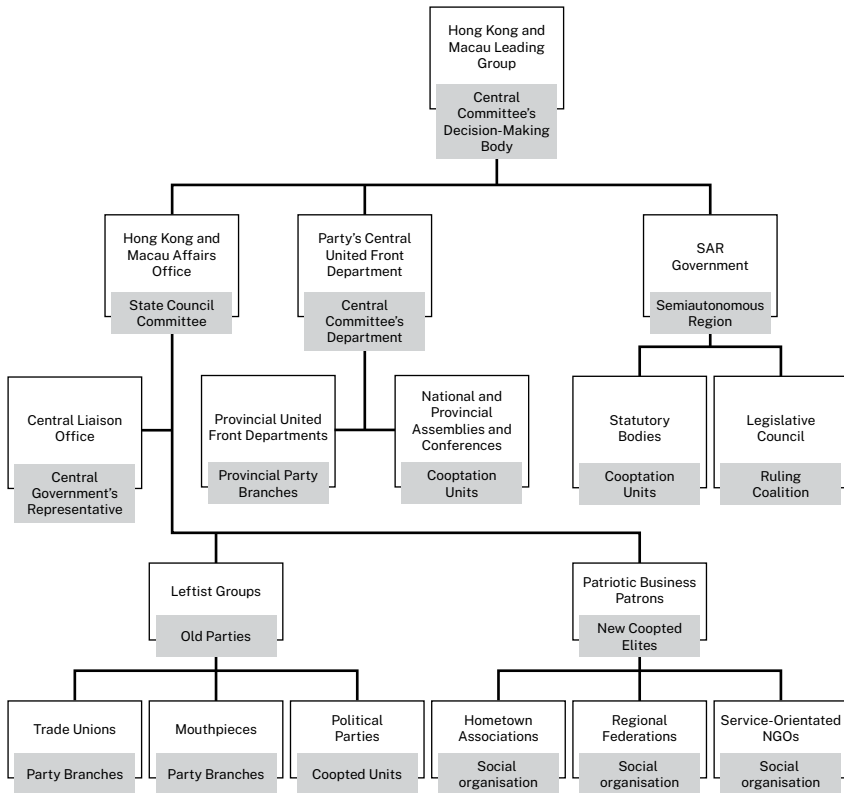 Hong Kong and
Macau Leading
Group
Central
Committee's
Decision-Making
Body
Hong Kong and
Macau Affairs
Office
State Council
Committee
Party's Central
United Front
Department
Central
Committee's
Department
SAR
Government
Semiautonomous
Region
Central Liaison
Office
Central
Government's
Representative
Provincial United
Front Departments
Provincial Party
Branches
National and
Provincial
Assemblies and
Conferences
Cooptation
Units
Statutory
Bodies
Cooptation
Units
Legislative
Council
Ruling
Coalition
Leftist Groups
Old Parties
Patriotic Business
Patrons
New Coopted
Elites
Trade Unions
Party Branches
Mouthpieces
Party Branches
Political
Parties
Coopted Units
Hometown
Associations
Social
organisation
Regional
Federations
Social
organisation
Service-Orientated
NGOs
Social
organisation